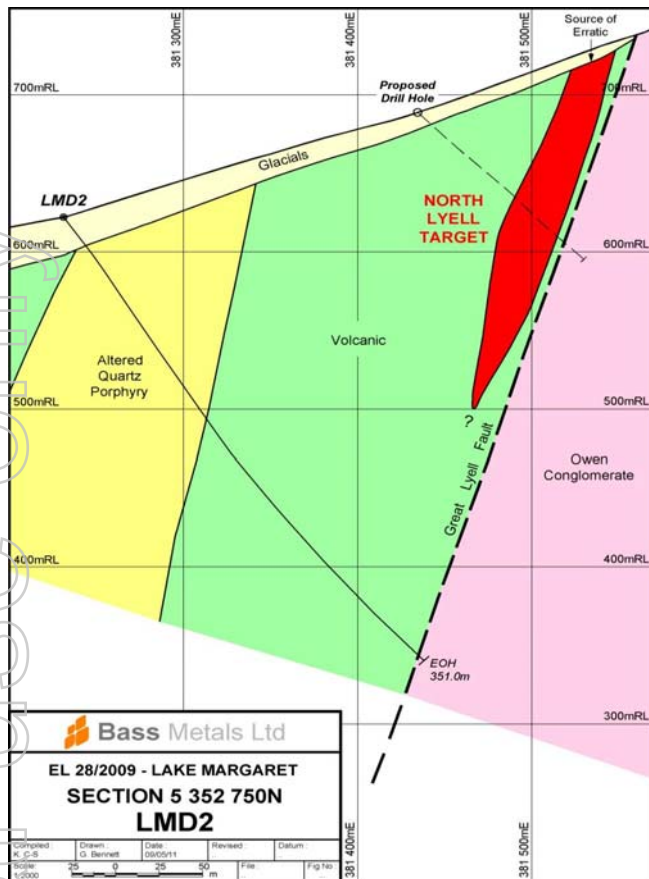 381 300mE
381 400mE
381 500mE
Source of
Erratic
700mRL
700mRL
Proposed
Drill Hole
Glacials
LMD2
NORTH
LYELL
TARGET
600mRL
600mRL
Volcanic
Altered
Quartz
Porphyry
500mRL
500mRL
?
Great Lyell Fault
Owen
Conglomerate
400mRL
400mRL
EOH
351.0m
300mRL
Bass Metals Ltd
EL 28/2009 - LAKE MARGARET
SECTION 5 352 750N
LMD2
381 400mE
381 500mE
Compiled : Drawn : Date : Revised : Datum :
K. C-S G. Bennett 09/05/11
Scale: 25 0 25 50 m File : Fig No :
1:2000